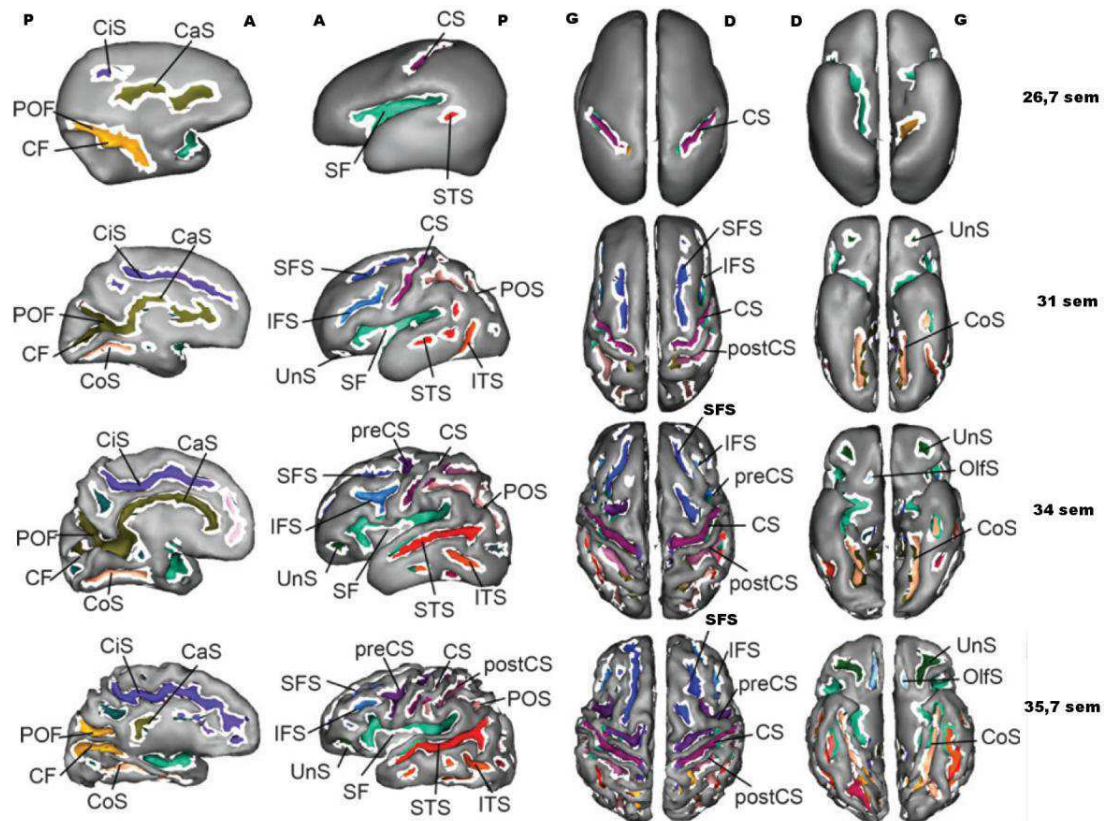 P A A P G D D G
CiS CaS CS
POF
CF SF STS CS
26,7 sem
CiS CaS CS SFS UnS
SFS IFS
POF IFS POS CS CoS
CF CoS UnS SF STS ITS postCS
31 sem
SFS
CiS CaS preCS CS IFS UnS
SFS preCS OlfS
POF IFS POS CS CoS
CF CoS UnS SF STS ITS postCS
34 sem
SFS
CiS CaS preCS CS postCS IFS UnS
SFS POS preCS OlfS
POF IFS CS CoS
CF CoS UnS SF STS ITS postCS
35,7 sem